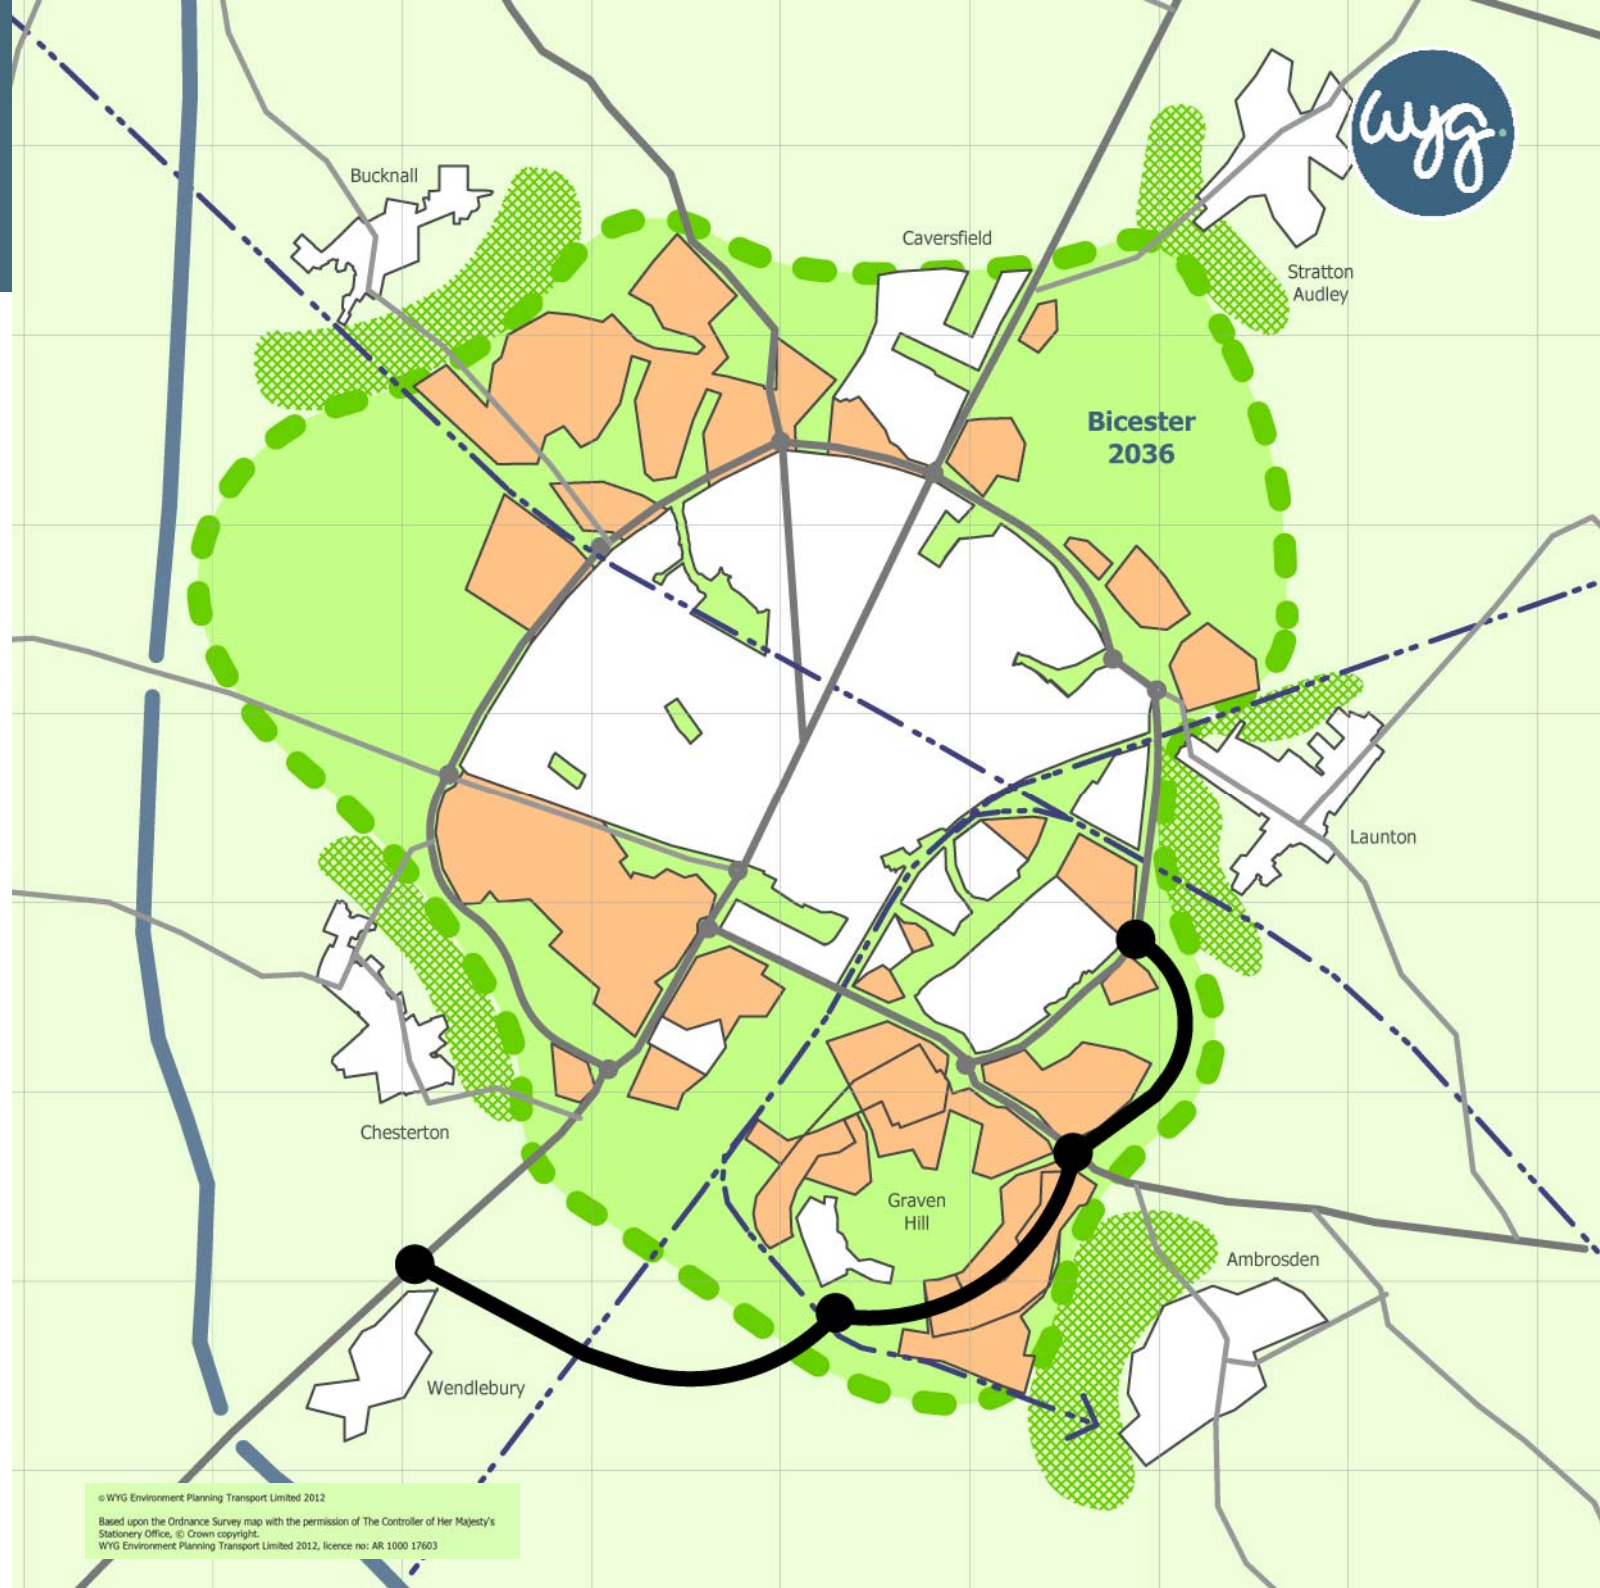 wyg.
Bucknall
Caversfield
Stratton
Audley
Bicester
2036
Launton
Chesterton
Graven
Hill
Ambrosden
Wendlebury
© WYG Environment Planning Transport Limited 2012
Based upon the Ordnance Survey map with the permission of The Controller of Her Majesty's
Stationery Office, © Crown copyright.
WYG Environment Planning Transport Limited 2012, licence no: AR 1000 17603